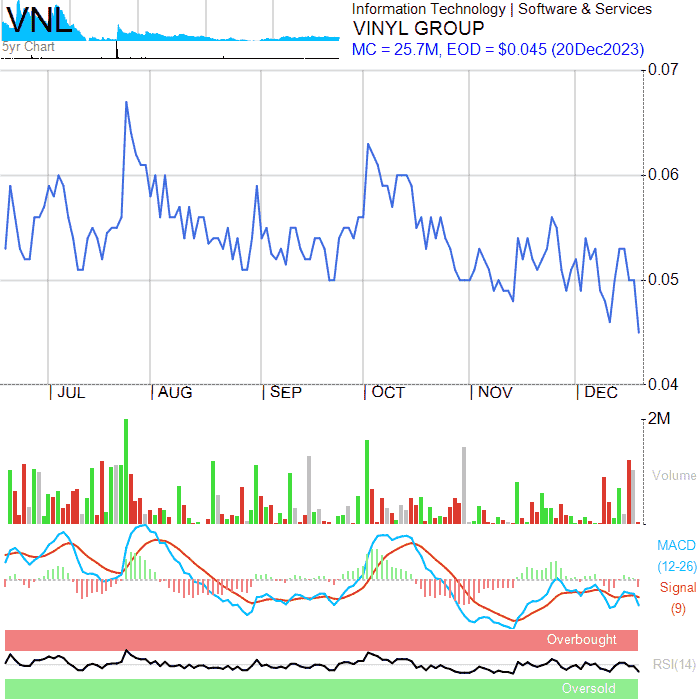 VNL
5yr Chart
Information Technology | Software & Services
VINYL GROUP
MC = 25.7M, EOD = $0.045 (20Dec2023)
0.07
0.06
0.05
0.04
JUL AUG SEP OCT NOV DEC
2M
Volume
MACD
(12-26)
Signal
(9)
Overbought
RSI(14)
Oversold